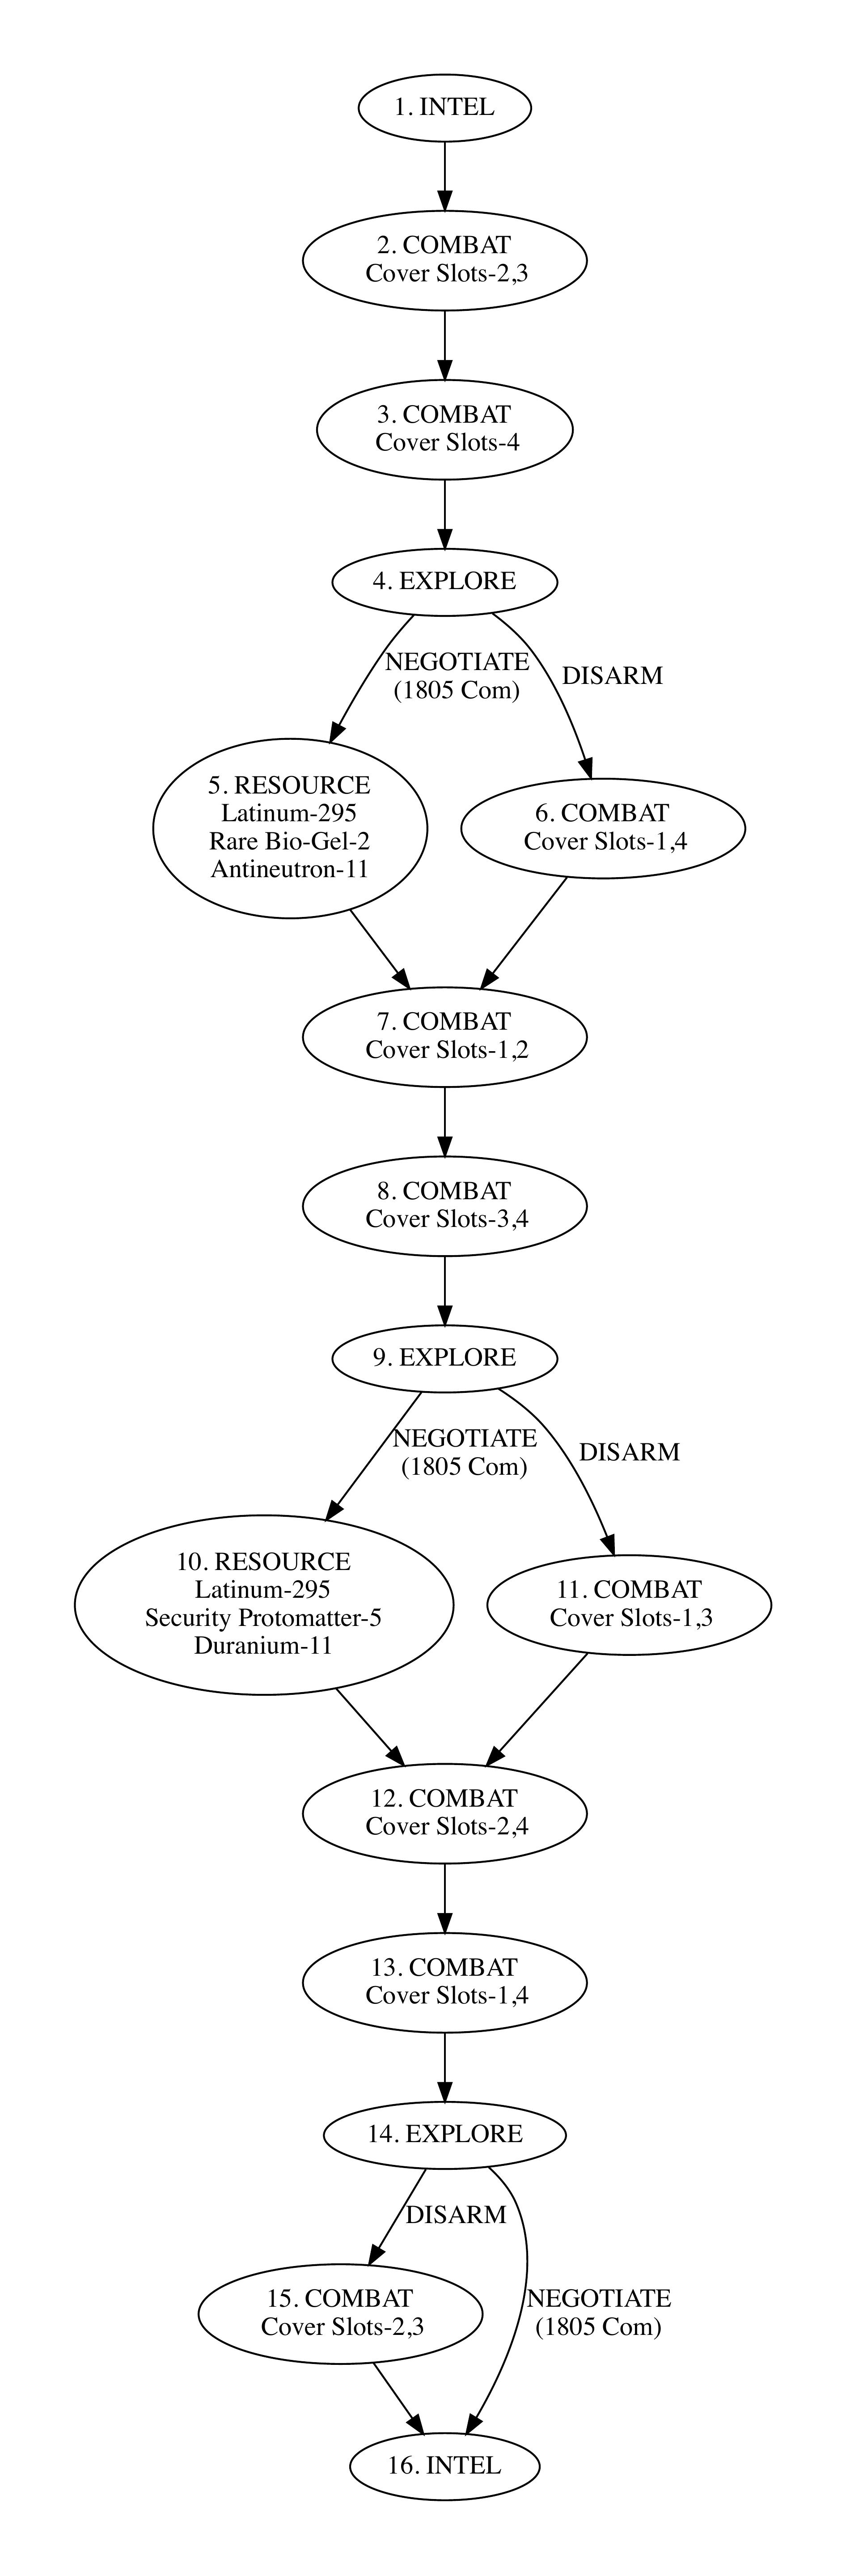 1. INTEL
2. COMBAT
Cover Slots-2,3
3. COMBAT
Cover Slots-4
4. EXPLORE
NEGOTIATE
(1805 Com)
DISARM
5. RESOURCE
Latinum-295
Rare Bio-Gel-2
Antineutron-11
6. COMBAT
Cover Slots-1,4
7. COMBAT
Cover Slots-1,2
8. COMBAT
Cover Slots-3,4
9. EXPLORE
NEGOTIATE
(1805 Com)
DISARM
10. RESOURCE
Latinum-295
Security Protomatter-5
Duranium-11
11. COMBAT
Cover Slots-1,3
12. COMBAT
Cover Slots-2,4
13. COMBAT
Cover Slots-1,4
14. EXPLORE
DISARM
15. COMBAT
Cover Slots-2,3
NEGOTIATE
(1805 Com)
16. INTEL